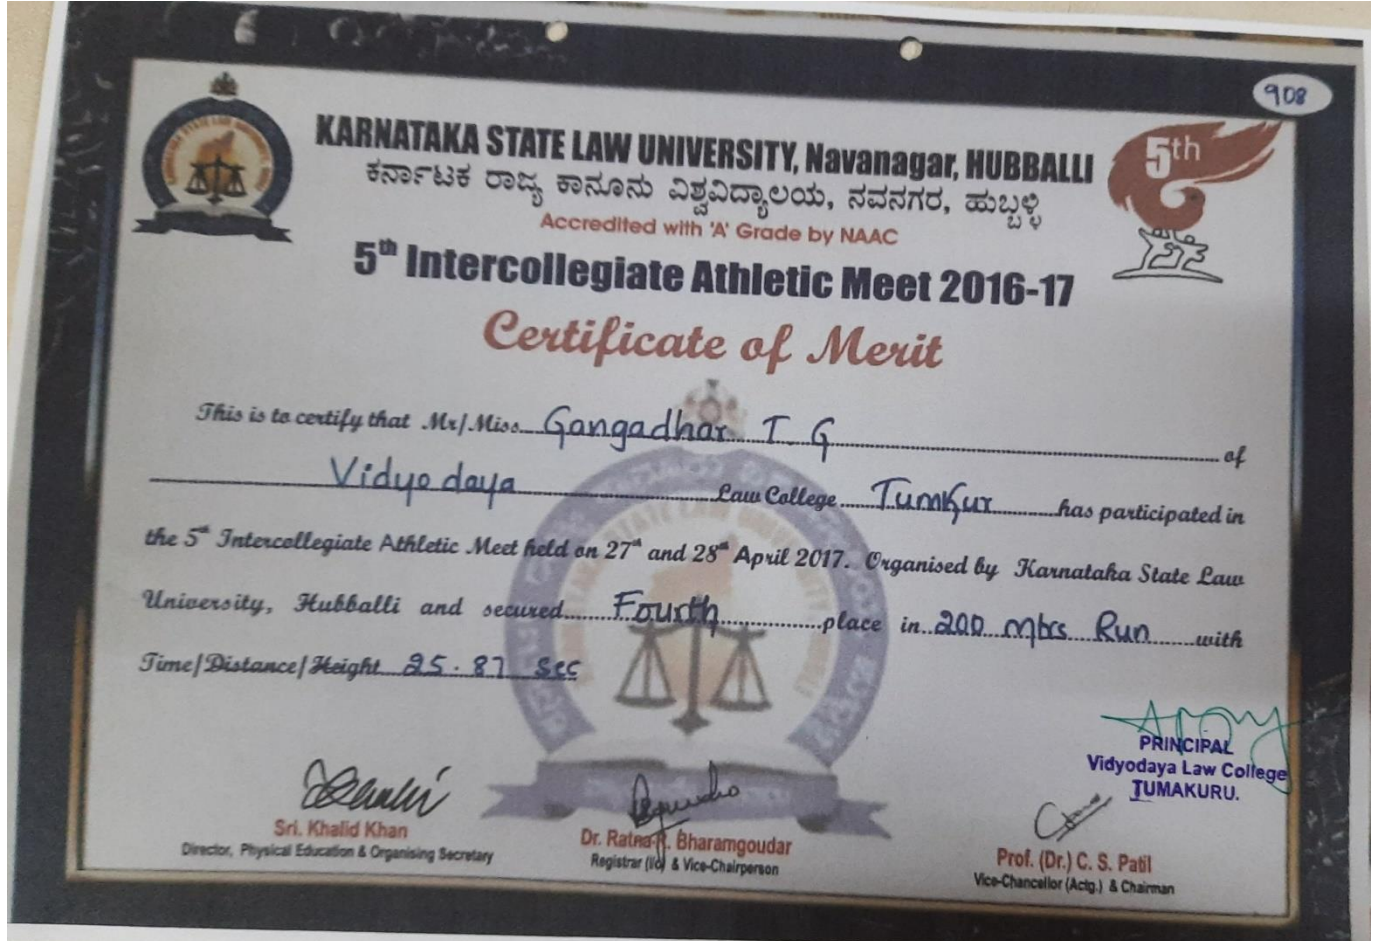 908
KARNATAKA STATE LAW UNIVERSITY, Navanagar, HUBBALLI
ಕರ್ನಾಟಕ ರಾಜ್ಯ ಕಾನೂನು ವಿಶ್ವವಿದ್ಯಾಲಯ, ನವನಗರ, ಹುಬ್ಬಳ್ಳಿ
5th
Accredited with 'A' Grade by NAAC
5th Intercollegiate Athletic Meet 2016-17
Certificate of Merit
This is to certify that Mr/Miss Gangadhar T G of
Vidyodaya Law College Tumkur has participated in
the 5th Intercollegiate Athletic Meet held on 27th and 28th April 2017. Organised by Karnataka State Law
University, Hubballi and secured Fourth place in 200 mtrs Run with
Time/Distance/Height 25.87 sec
PRINCIPAL
Vidyodaya Law College
TUMAKURU.
Sri. Khalid Khan
Director, Physical Education & Organising Secretary
Dr. Ratna R. Bharamgoudar
Registrar (I/c) & Vice-Chairperson
Prof. (Dr.) C. S. Patil
Vice-Chancellor (Actg.) & Chairman